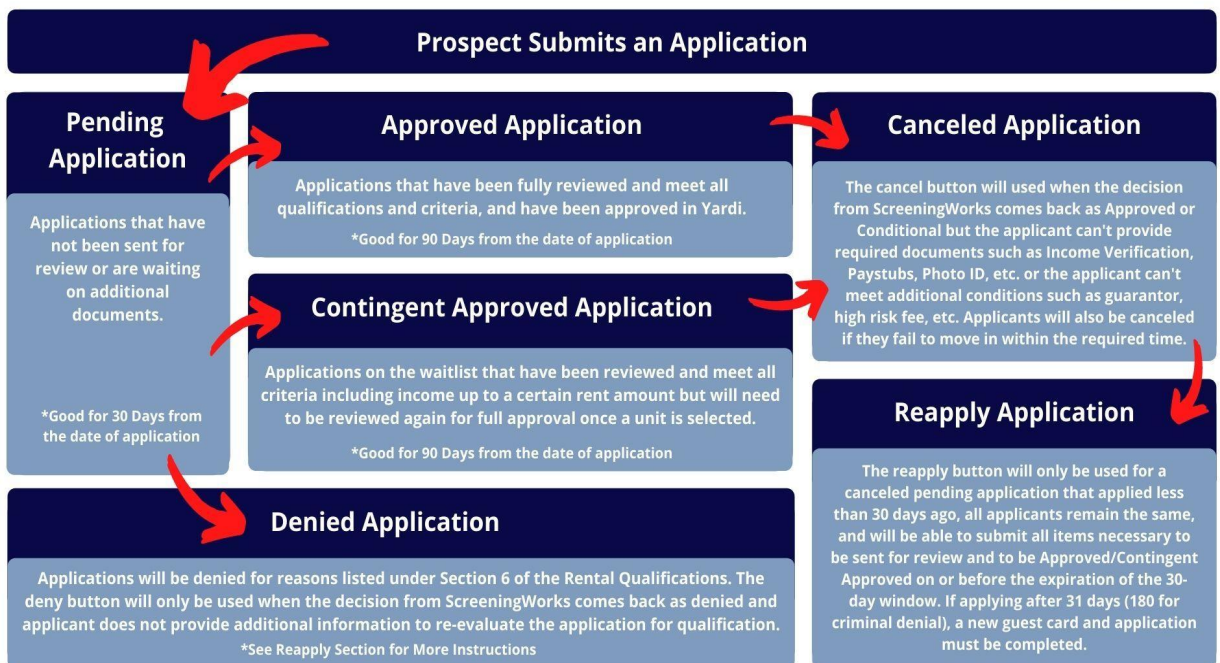 Prospect Submits an Application
Pending
Application
Applications that have
not been sent for
review or are waiting
on additional
documents.
*Good for 30 Days from
the date of application
Approved Application
Applications that have been fully reviewed and meet all
qualifications and criteria, and have been approved in Yardi.
*Good for 90 Days from the date of application
Contingent Approved Application
Applications on the waitlist that have been reviewed and meet all
criteria including income up to a certain rent amount but will need
to be reviewed again for full approval once a unit is selected.
*Good for 90 Days from the date of application
Denied Application
Applications will be denied for reasons listed under Section 6 of the Rental Qualifications. The
deny button will only be used when the decision from ScreeningWorks comes back as denied and
applicant does not provide additional information to re-evaluate the application for qualification.
*See Reapply Section for More Instructions
Canceled Application
The cancel button will used when the decision
from ScreeningWorks comes back as Approved or
Conditional but the applicant can't provide
required documents such as Income Verification,
Paystubs, Photo ID, etc. or the applicant can't
meet additional conditions such as guarantor,
high risk fee, etc. Applicants will also be canceled
if they fail to move in within the required time.
Reapply Application
The reapply button will only be used for a
canceled pending application that applied less
than 30 days ago, all applicants remain the same,
and will be able to submit all items necessary to
be sent for review and to be Approved/Contingent
Approved on or before the expiration of the 30-
day window. If applying after 31 days (180 for
criminal denial), a new guest card and application
must be completed.